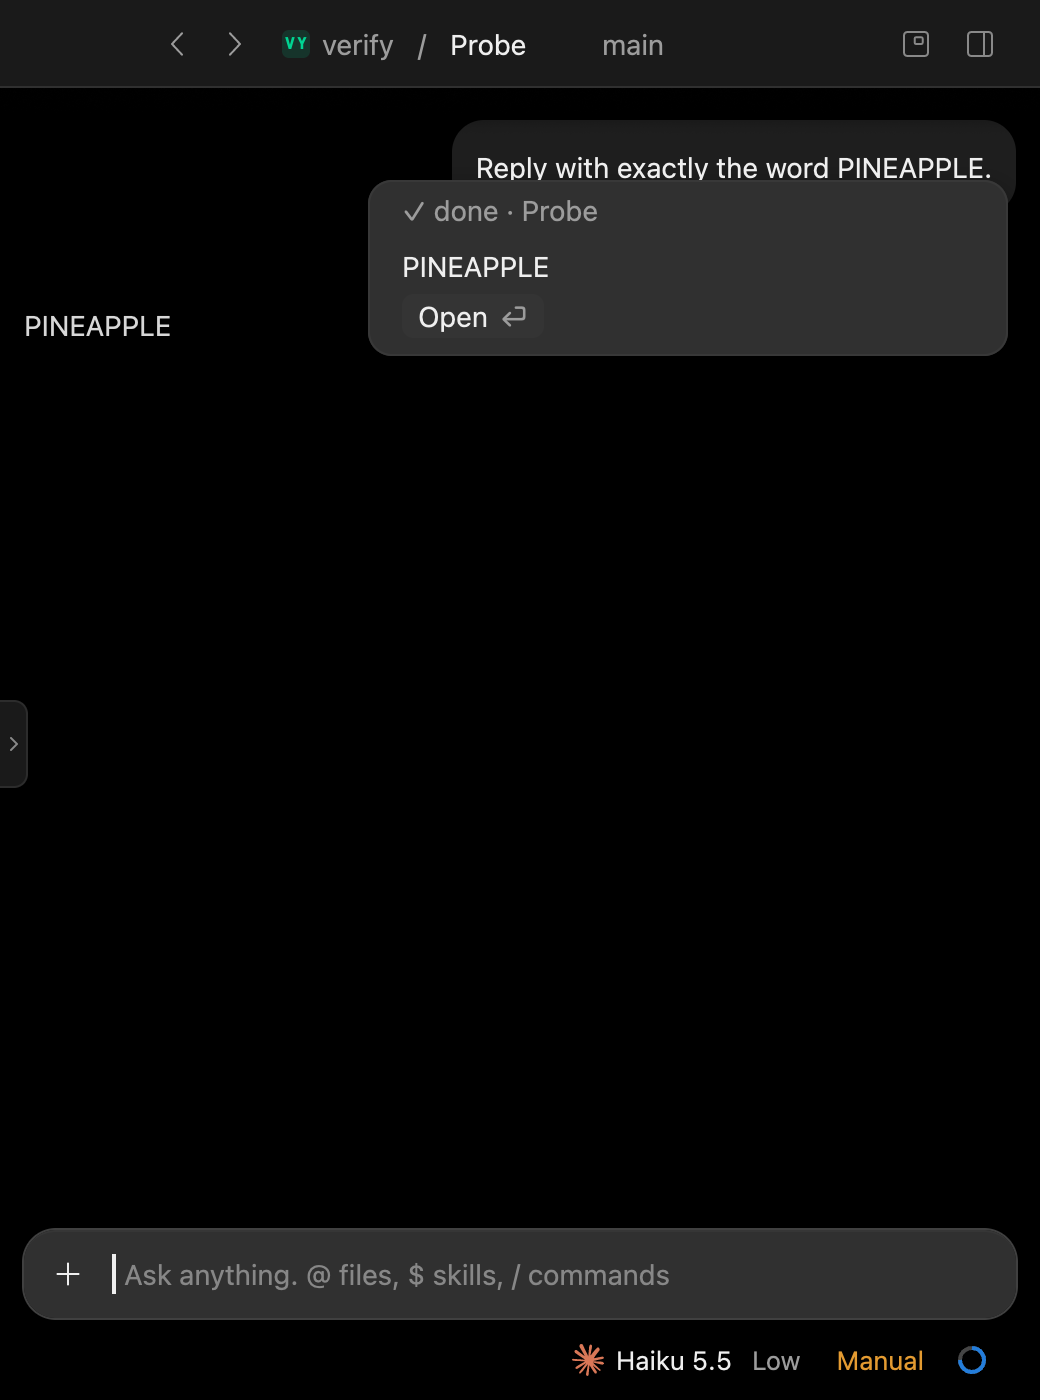 VY verify / Probe main
Reply with exactly the word PINEAPPLE.
✓ done · Probe
PINEAPPLE
Open
PINEAPPLE
Ask anything. @ files, $ skills, / commands
Haiku 5.5 Low Manual